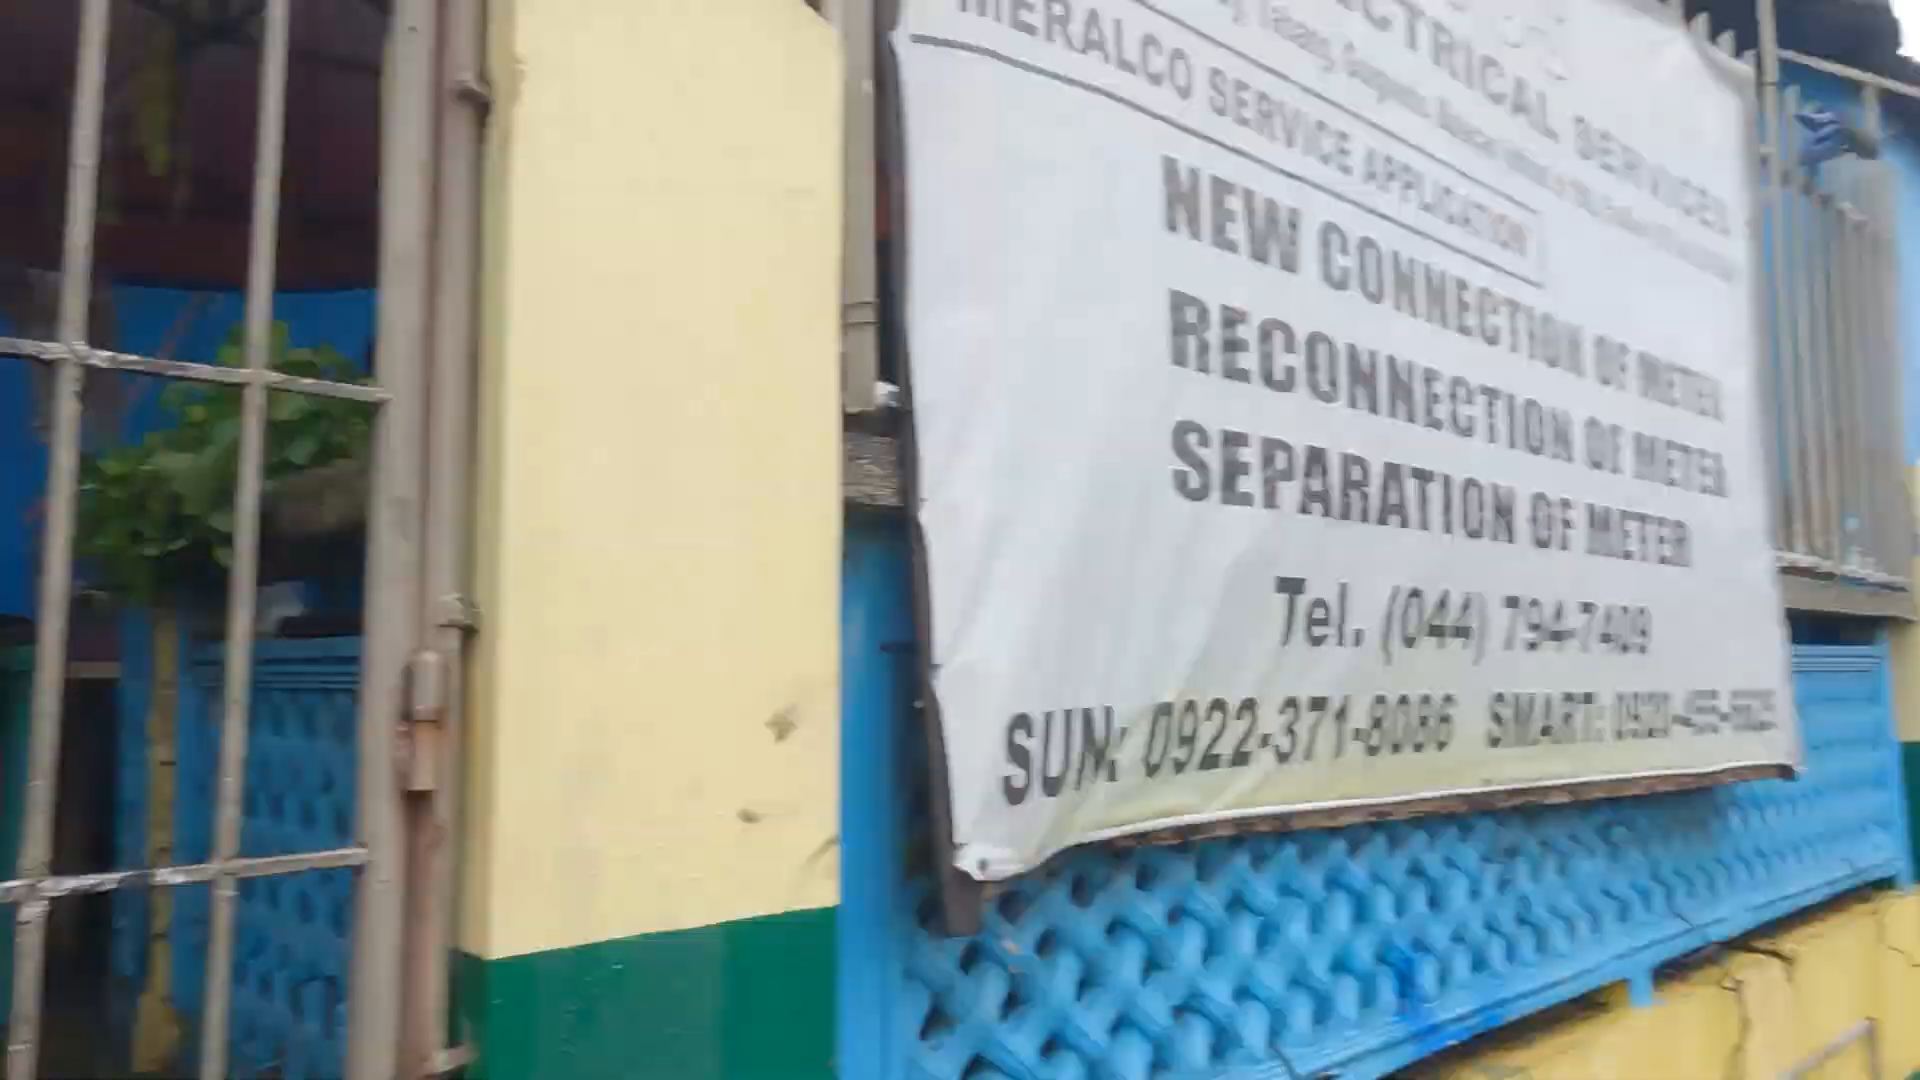 SERVICES
MERALCO SERVICE APPLICATION
NEW CONNECTION OF METER
RECONNECTION OF METER
SEPARATION OF METER
Tel. (044) 794-7409
SUN: 0922-371-8086 SMART: